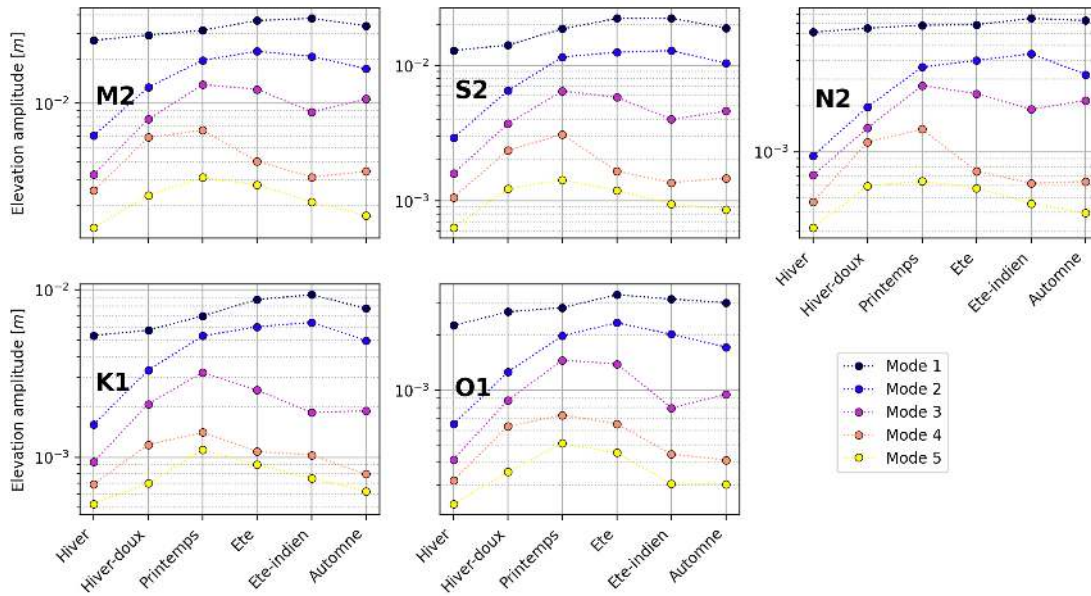 Elevation amplitude [m]
10⁻²
M2
10⁻²
10⁻³
S2
10⁻³
N2
Hiver
Hiver-doux
Printemps
Ete
Ete-indien
Automne
Elevation amplitude [m]
10⁻²
10⁻³
K1
10⁻³
O1
Hiver
Hiver-doux
Printemps
Ete
Ete-indien
Automne
Hiver
Hiver-doux
Printemps
Ete
Ete-indien
Automne
Mode 1
Mode 2
Mode 3
Mode 4
Mode 5